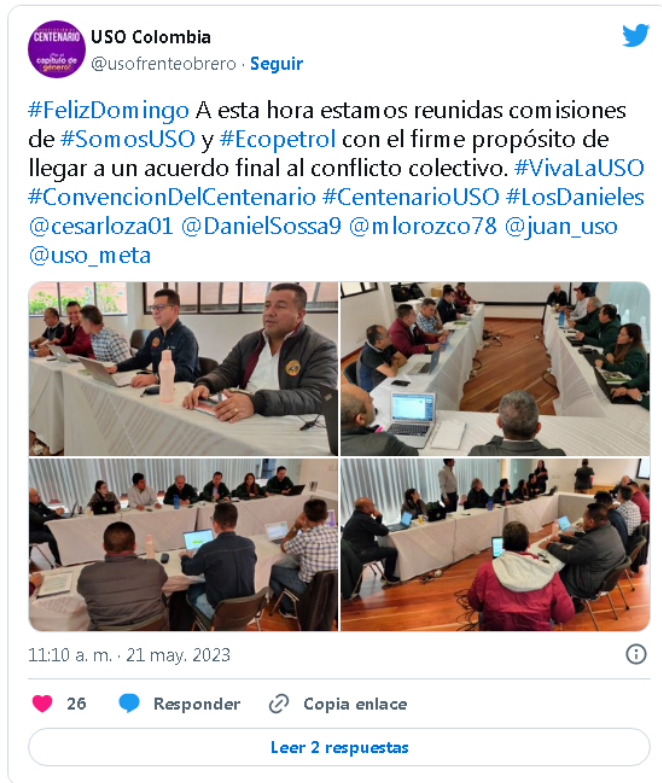 CENTENARIO
capítulo de
género!
USO Colombia
@usofrenteobrero · Seguir
#FelizDomingo A esta hora estamos reunidas comisiones
de #SomosUSO y #Ecopetrol con el firme propósito de
llegar a un acuerdo final al conflicto colectivo. #VivaLaUSO
#ConvencionDelCentenario #CentenarioUSO #LosDanieles
@cesarloza01 @DanielSossa9 @mlorozco78 @juan_uso
@uso_meta
11:10 a. m. · 21 may. 2023
26 Responder Copia enlace
Leer 2 respuestas